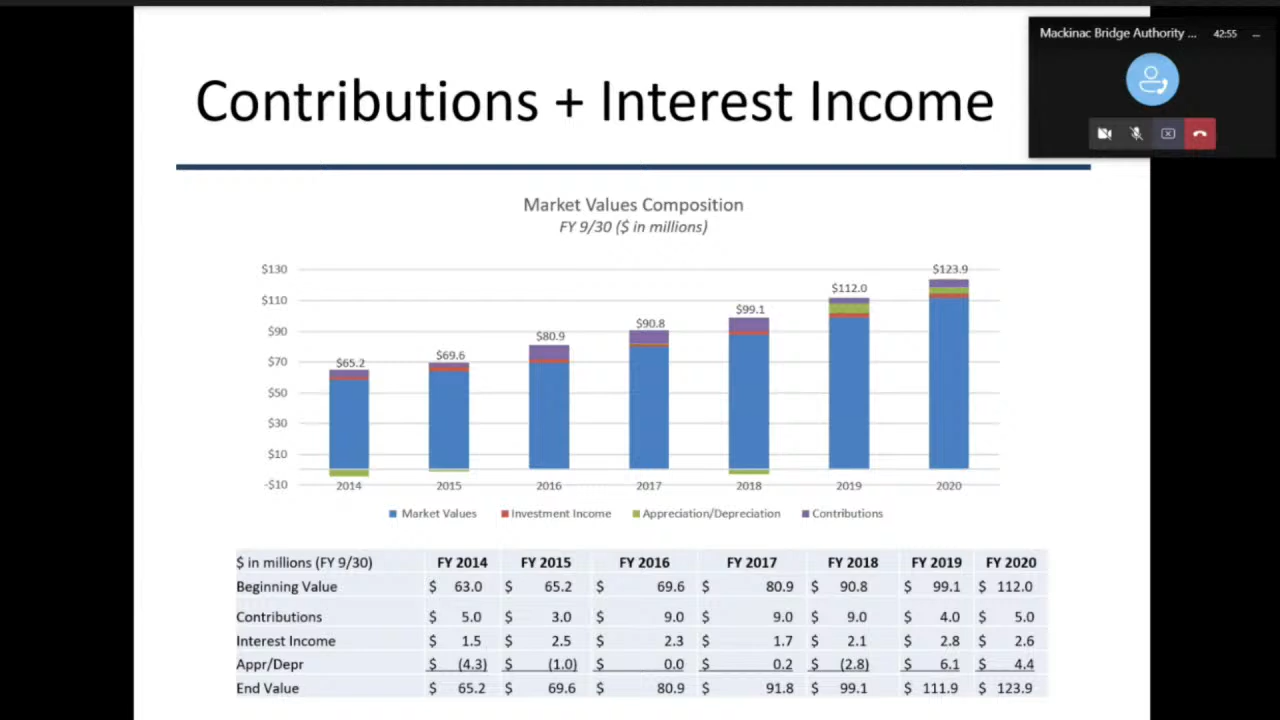 Mackinac Bridge Authority ... 42:55 ...
Contributions + Interest Income
Market Values Composition
FY 9/30 ($ in millions)
$130
$110
$90
$70
$50
$30
$10
-$10
$65.2
$69.6
$80.9
$90.8
$99.1
$112.0
$123.9
2014 2015 2016 2017 2018 2019 2020
Market Values Investment Income Appreciation/Depreciation Contributions
$ in millions (FY 9/30) FY 2014 FY 2015 FY 2016 FY 2017 FY 2018 FY 2019 FY 2020
Beginning Value $ 63.0 $ 65.2 $ 69.6 $ 80.9 $ 90.8 $ 99.1 $ 112.0
Contributions $ 5.0 $ 3.0 $ 9.0 $ 9.0 $ 9.0 $ 4.0 $ 5.0
Interest Income $ 1.5 $ 2.5 $ 2.3 $ 1.7 $ 2.1 $ 2.8 $ 2.6
Appr/Depr $ (4.3) $ (1.0) $ 0.0 $ 0.2 $ (2.8) $ 6.1 $ 4.4
End Value $ 65.2 $ 69.6 $ 80.9 $ 91.8 $ 99.1 $ 111.9 $ 123.9